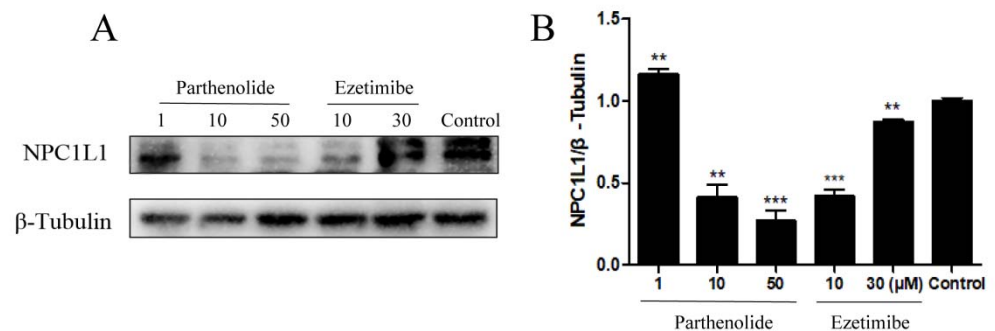 A
Parthenolide Ezetimibe
1 10 50 10 30 Control
NPC1L1
β-Tubulin
B
NPC1L1/β - Tubulin
1.5
1.0
0.5
0.0
** ** *** *** **
1 10 50 10 30 (μM) Control
Parthenolide Ezetimibe